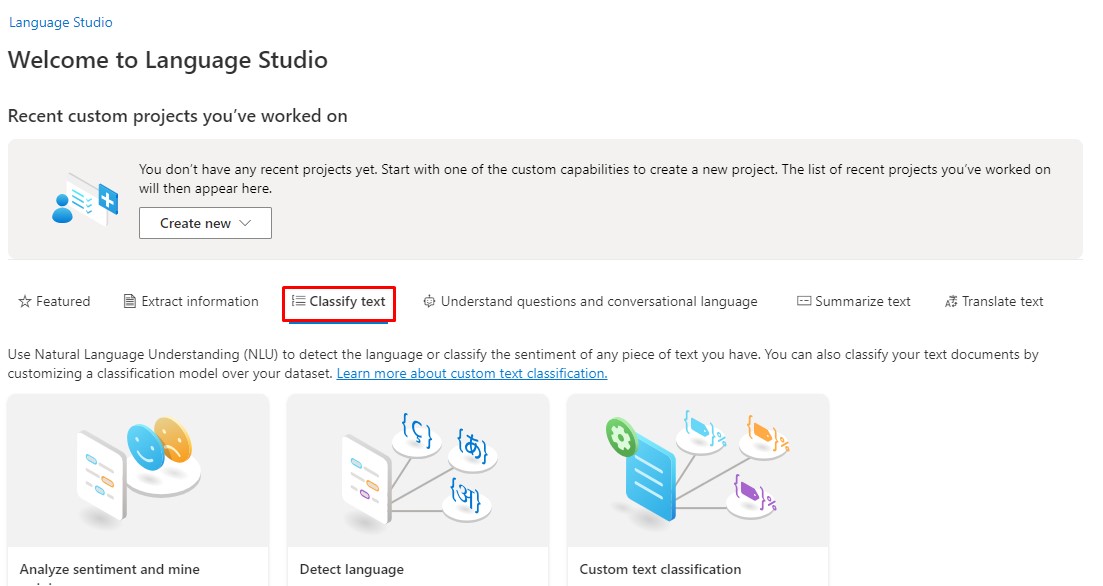 Language Studio
Welcome to Language Studio
Recent custom projects you’ve worked on
You don’t have any recent projects yet. Start with one of the custom capabilities to create a new project. The list of recent projects you’ve worked on
will then appear here.
Create new
Featured
Extract information
Classify text
Understand questions and conversational language
Summarize text
Translate text
Use Natural Language Understanding (NLU) to detect the language or classify the sentiment of any piece of text you have. You can also classify your text documents by
customizing a classification model over your dataset. Learn more about custom text classification.
{ç}
{あ}
{अ}
Analyze sentiment and mine
Detect language
Custom text classification